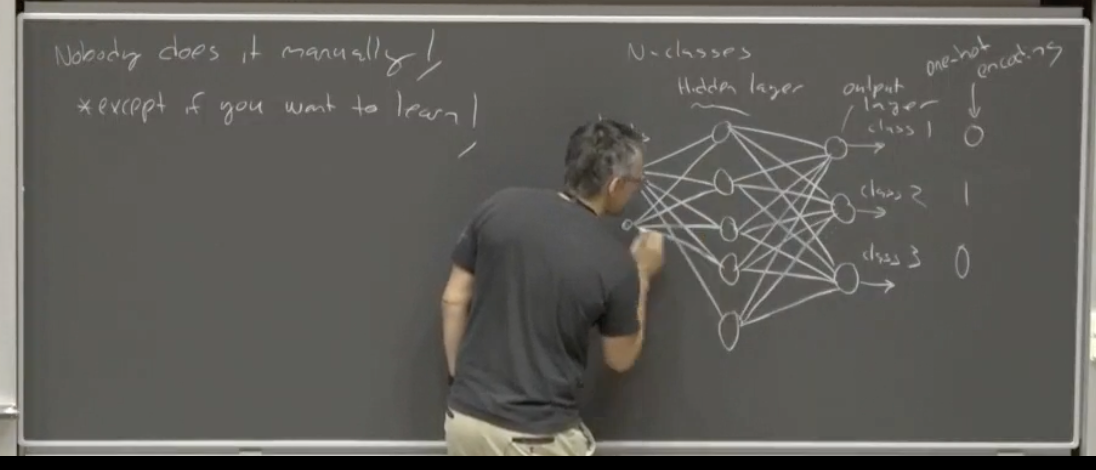 Nobody does it manually!
*except if you want to learn!
N-classes
Hidden layer
output
layer
one-hot
encoding
class 1 0
class 2 1
class 3 0